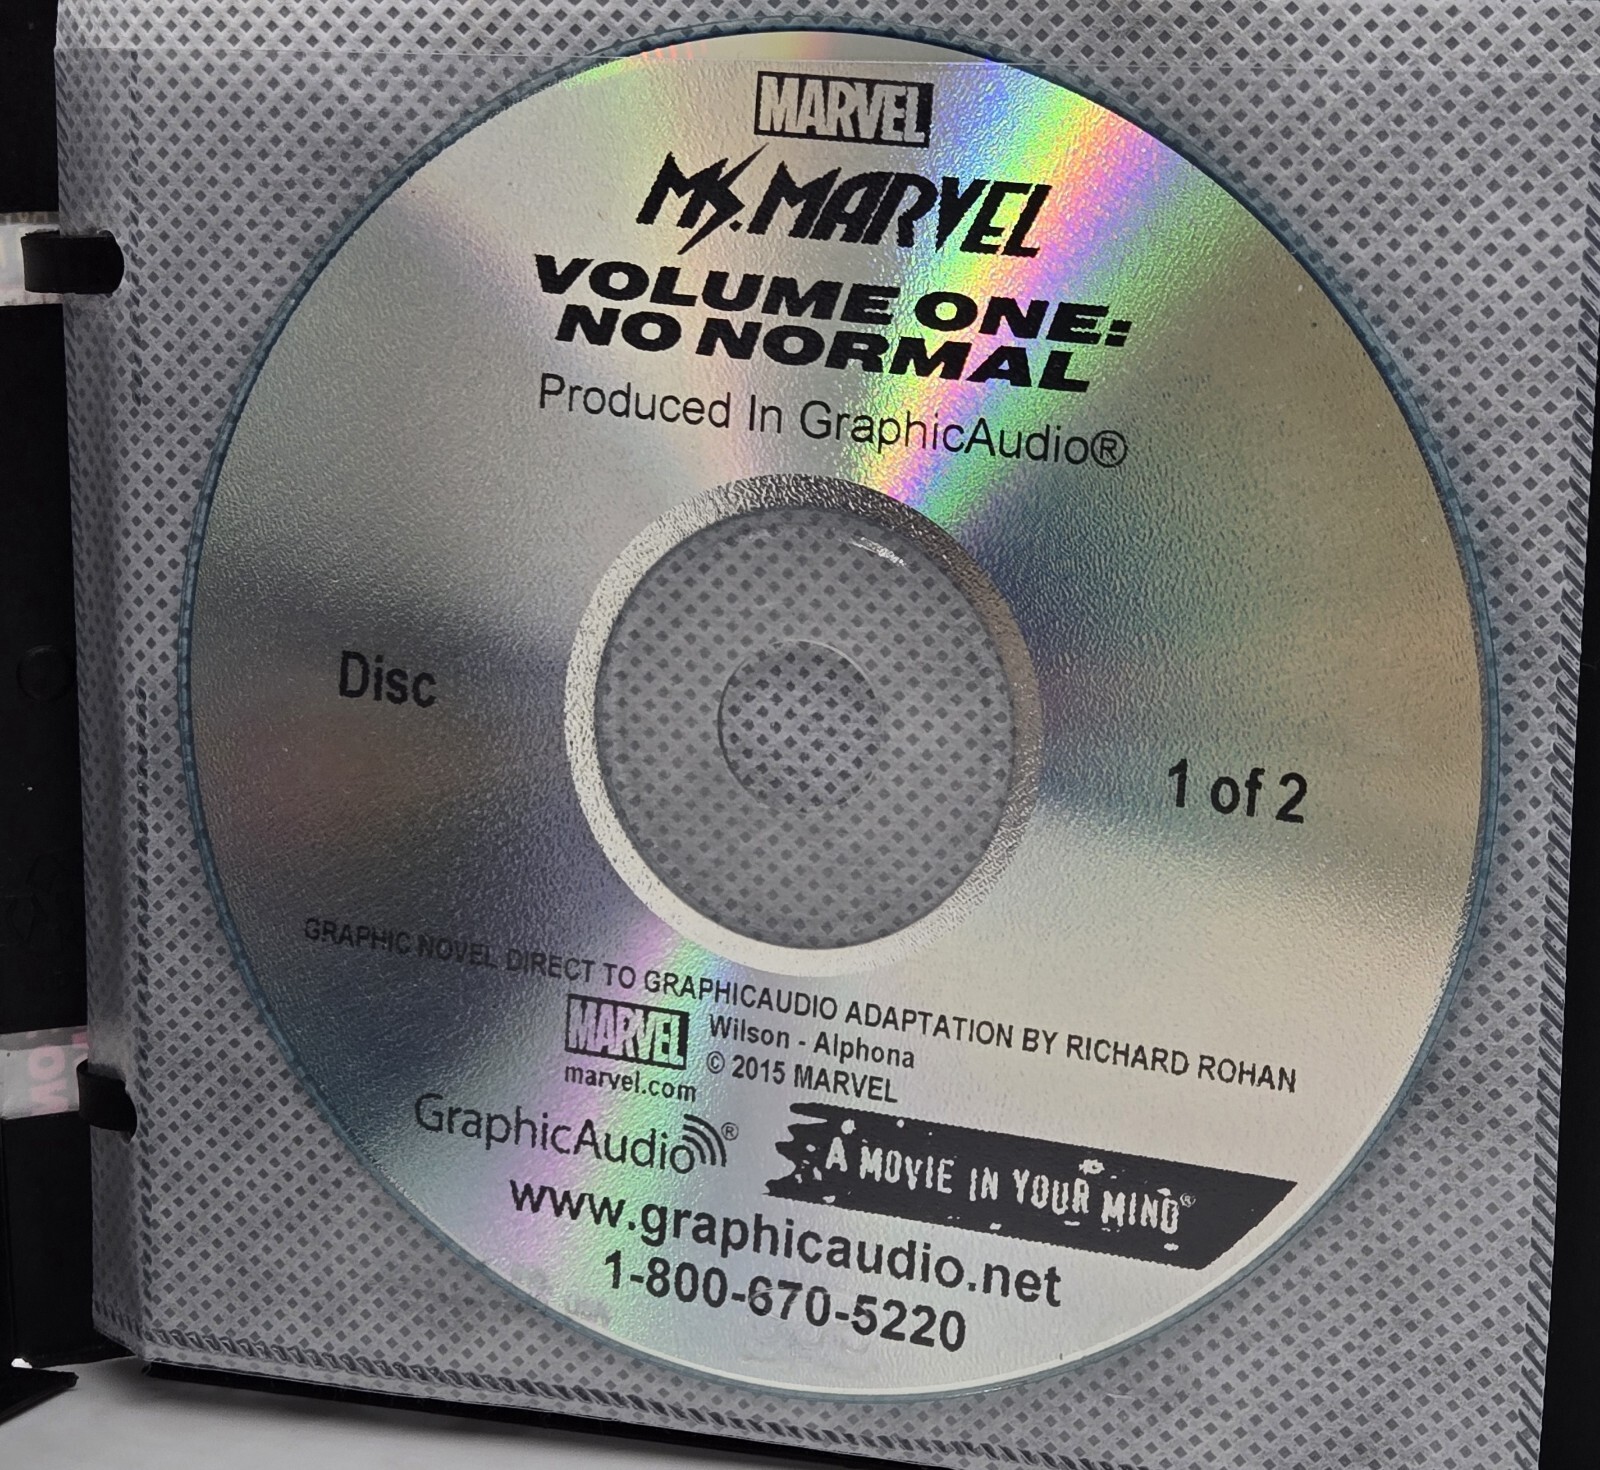 MARVEL
MS. MARVEL
VOLUME ONE:
NO NORMAL
Produced In GraphicAudio®
Disc
1 of 2
GRAPHIC NOVEL DIRECT TO GRAPHICAUDIO ADAPTATION BY RICHARD ROHAN
MARVEL
marvel.com
Wilson - Alphona
© 2015 MARVEL
GraphicAudio®
A MOVIE IN YOUR MIND®
www.graphicaudio.net
1-800-670-5220